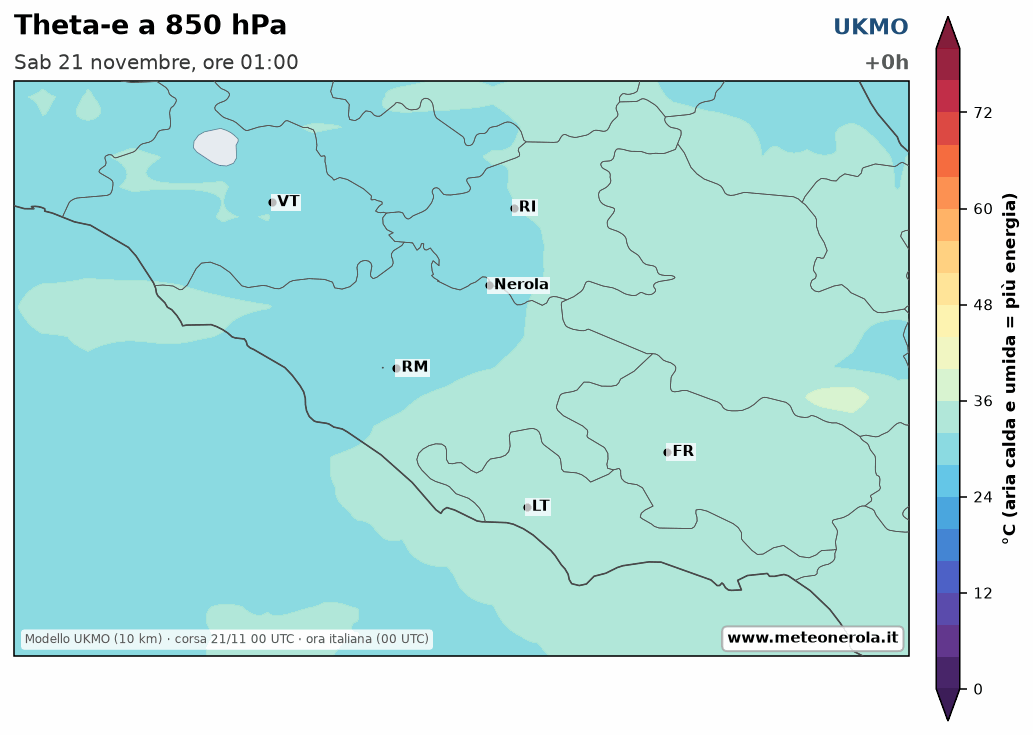 Theta-e a 850 hPa
UKMO
Sab 21 novembre, ore 01:00
+0h
VT
RI
Nerola
RM
FR
LT
Modello UKMO (10 km) · corsa 21/11 00 UTC · ora italiana (00 UTC)
www.meteonerola.it
72
60
48
36
24
12
0
°C (aria calda e umida = più energia)